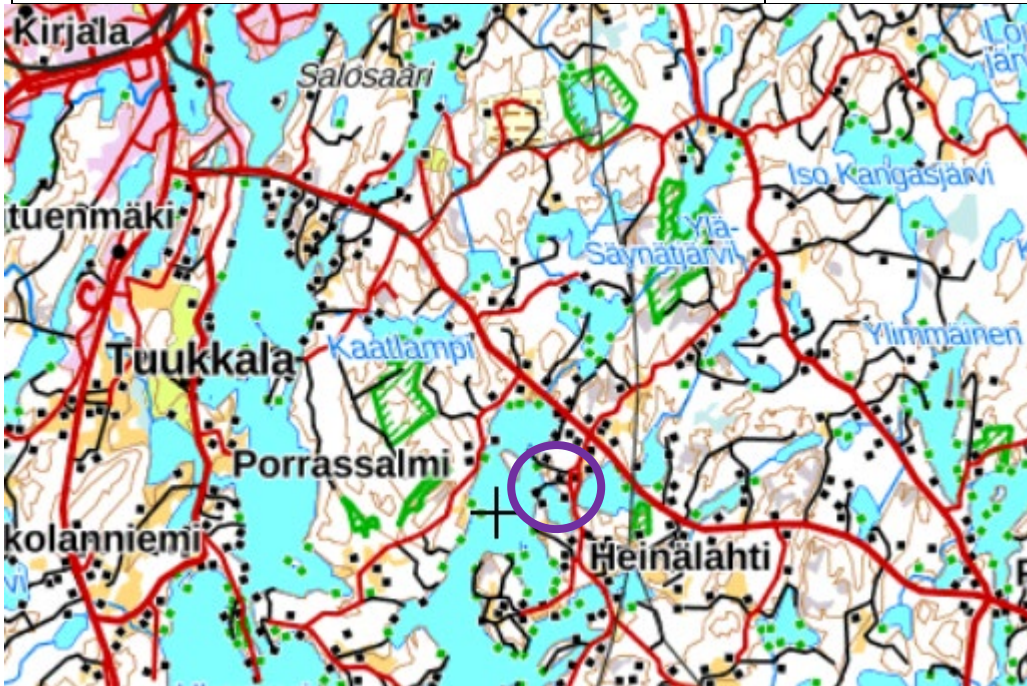 Kirjala
Salosaari
Iso Kangasjärvi
tuenmäki
Ylä-
Säynätjärvi
Ylimmäinen
Tuukkala
Kaatlampi
Porrassalmi
kolanniemi
Heinälahti